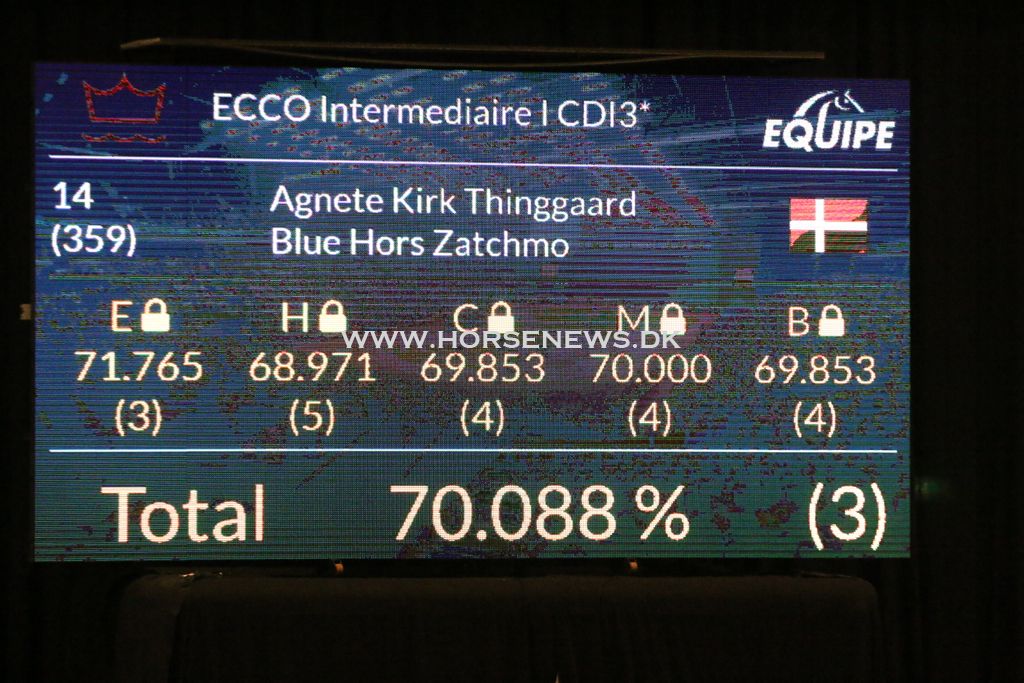 ECCO Intermediaire I CDI3*
EQUIPE
14 Agnete Kirk Thinggaard
(359) Blue Hors Zatchmo
E H C M B
WWW.HORSENEWS.DK
71.765 68.971 69.853 70.000 69.853
(3) (5) (4) (4) (4)
Total 70.088 % (3)